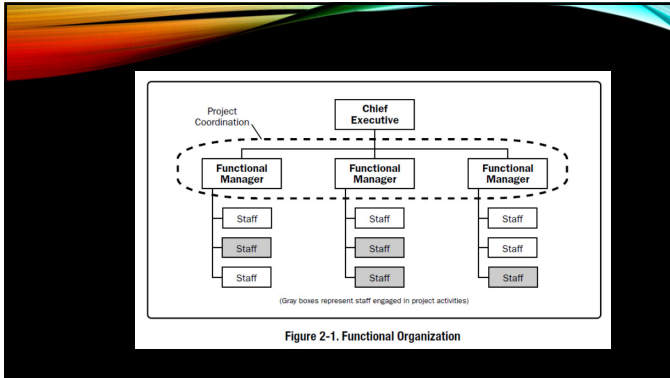 Chief
Executive
Project
Coordination
Functional
Manager
Functional
Manager
Functional
Manager
Staff
Staff
Staff
Staff
Staff
Staff
Staff
Staff
Staff
(Gray boxes represent staff engaged in project activities)
Figure 2-1. Functional Organization